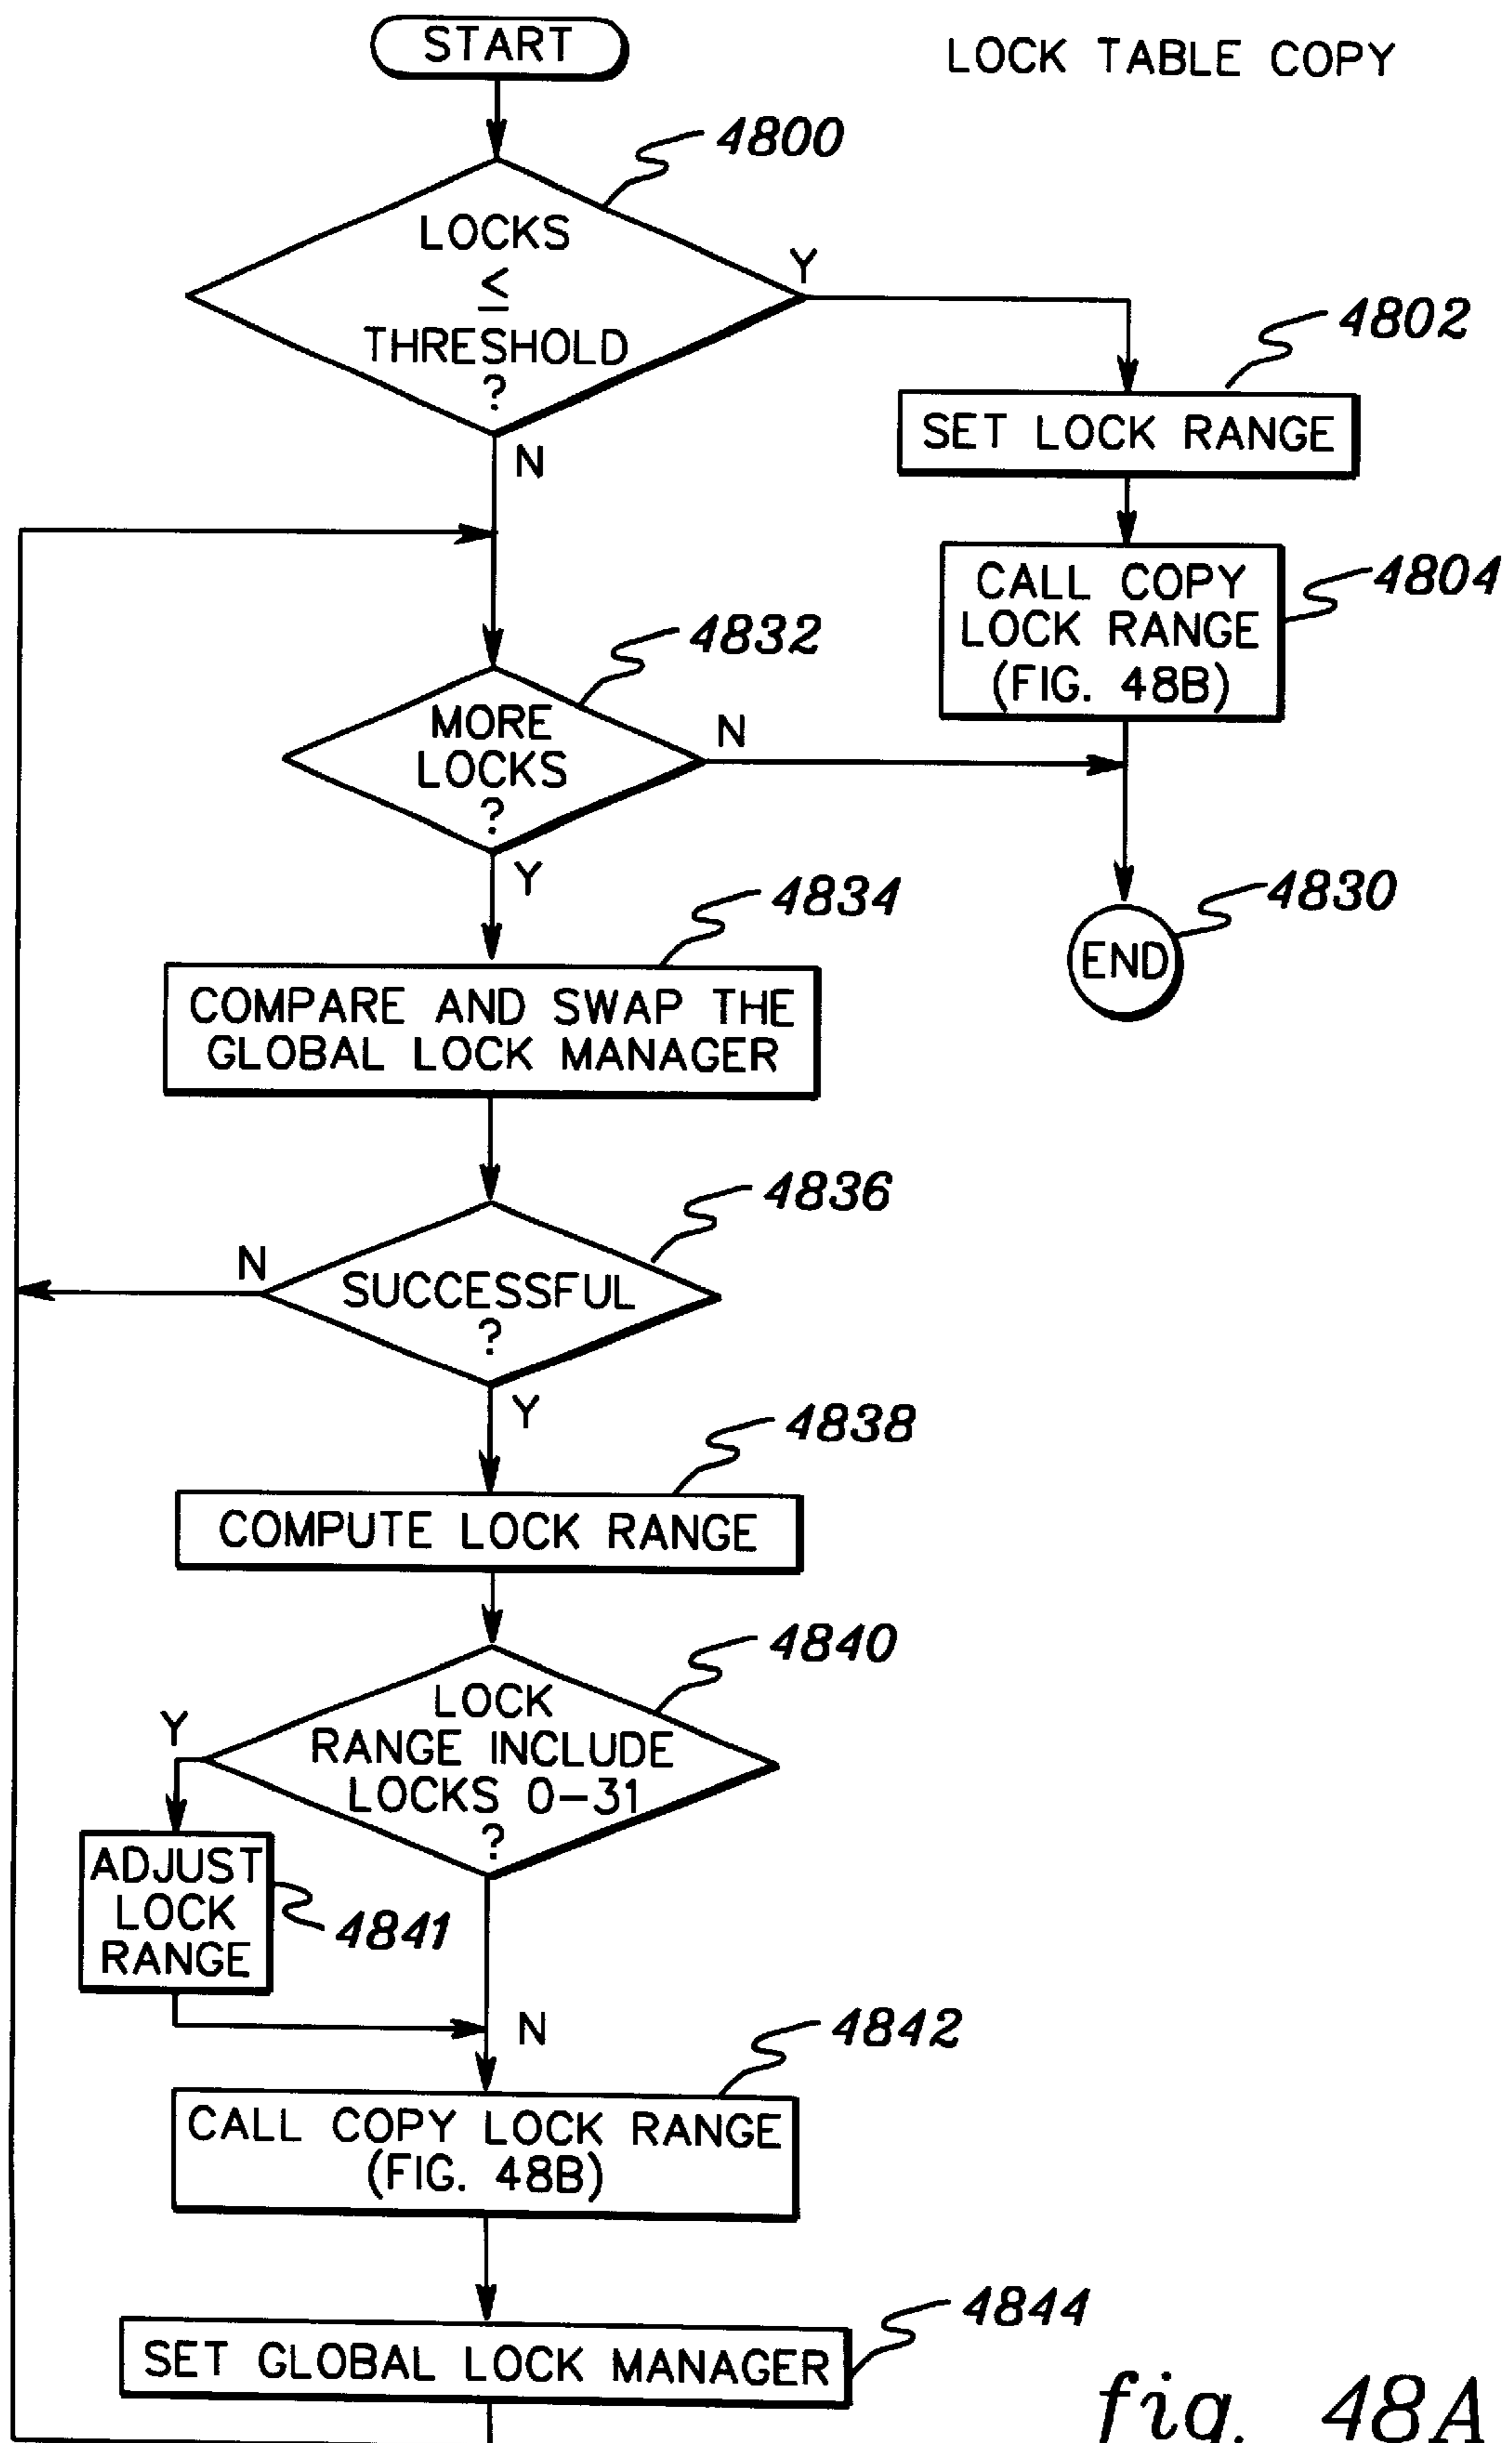 START
LOCK TABLE COPY
4800
LOCKS
≤
THRESHOLD
?
Y
N
4802
SET LOCK RANGE
CALL COPY
LOCK RANGE
(FIG. 48B)
4804
4832
MORE
LOCKS
?
N
Y
4830
END
4834
COMPARE AND SWAP THE
GLOBAL LOCK MANAGER
4836
N
SUCCESSFUL
?
Y
4838
COMPUTE LOCK RANGE
4840
LOCK
RANGE INCLUDE
LOCKS 0-31
?
Y
ADJUST
LOCK
RANGE
4841
N
4842
CALL COPY LOCK RANGE
(FIG. 48B)
4844
SET GLOBAL LOCK MANAGER
fig. 48A